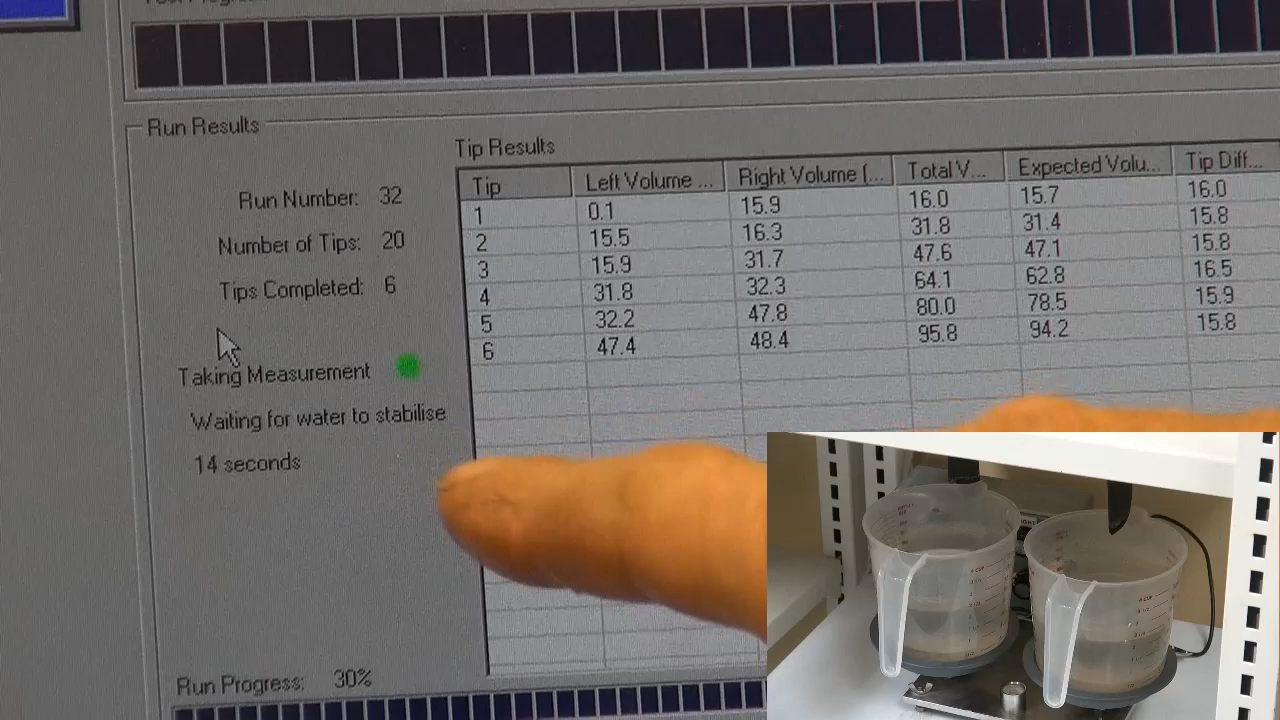 Run Results
Run Number: 32
Number of Tips: 20
Tips Completed: 6
Taking Measurement
Waiting for water to stabilise
14 seconds
Tip Results
Tip Left Volume ... Right Volume (... Total V... Expected Volu... Tip Diff...
1 0.1 15.9 16.0 15.7 16.0
2 15.5 16.3 31.8 31.4 15.8
3 15.9 31.7 47.6 47.1 15.8
4 31.8 32.3 64.1 62.8 16.5
5 32.2 47.8 80.0 78.5 15.9
6 47.4 48.4 95.8 94.2 15.8
Run Progress: 30%